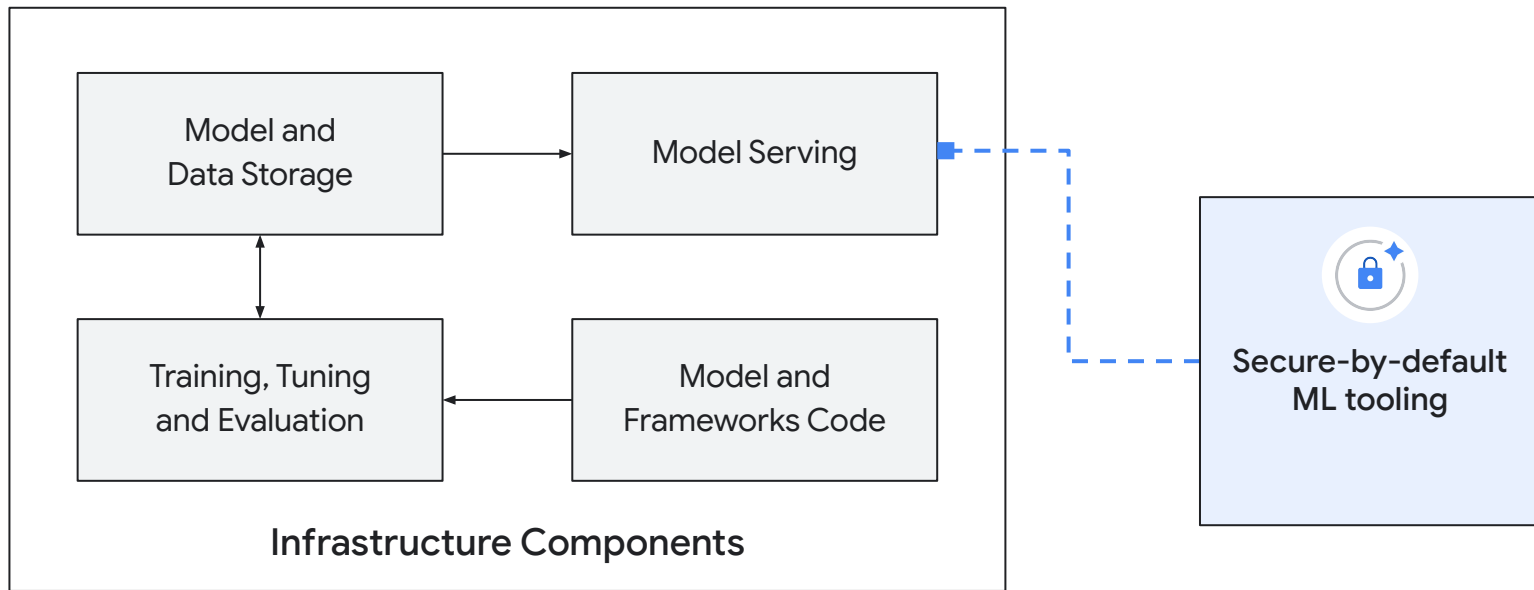 Model and
Data Storage
Model Serving
Training, Tuning
and Evaluation
Model and
Frameworks Code
Infrastructure Components
Secure-by-default
ML tooling